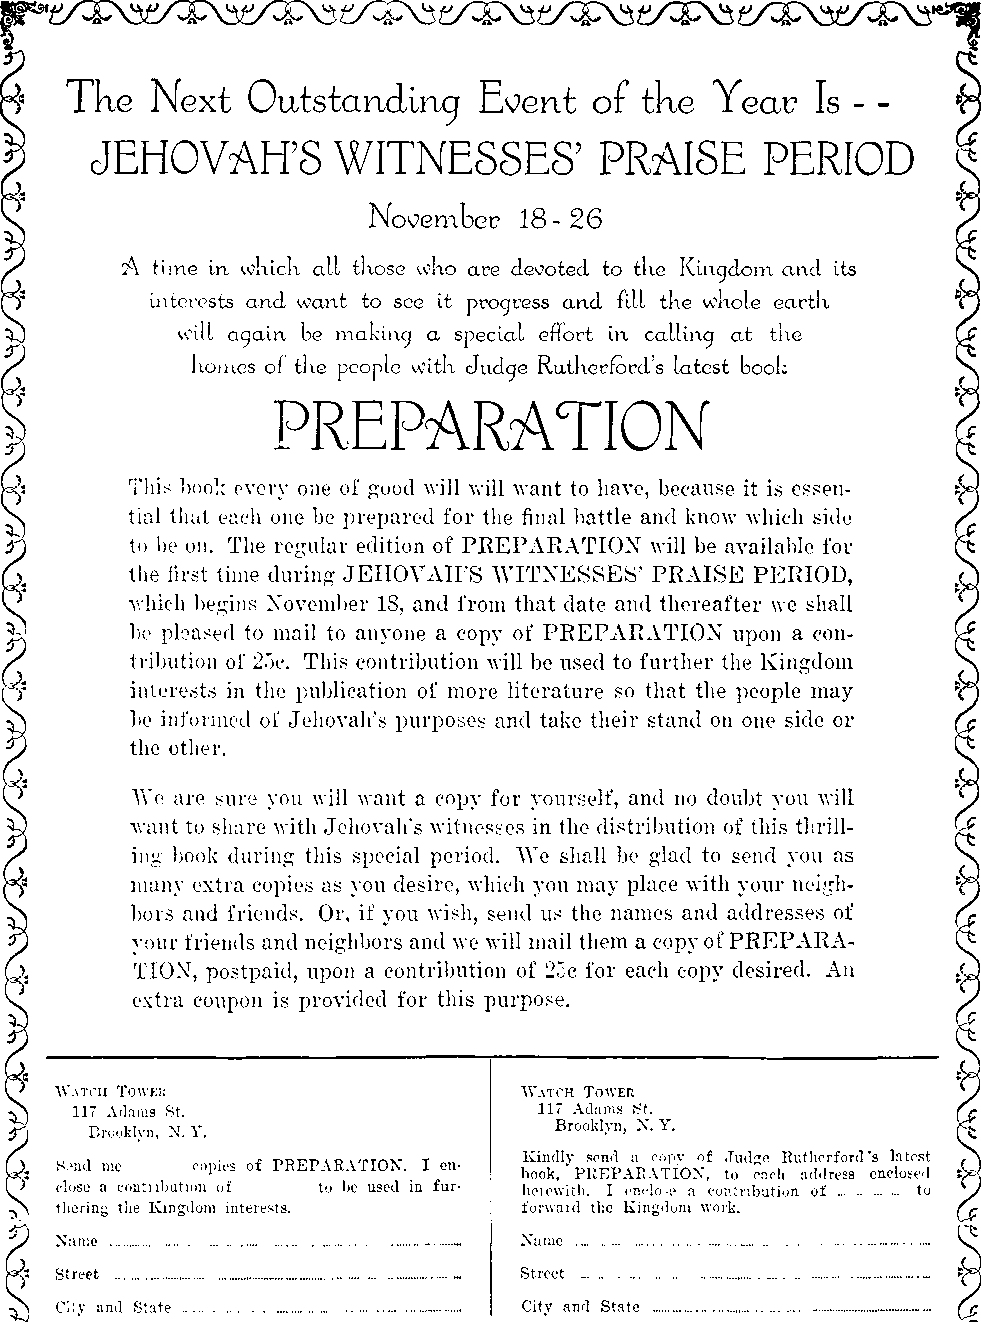 The Next Outstanding Event of the Year Is - -
JEHOVAH'S WITNESSES' PRAISE PERIOD
November 18 - 26
A time in which all those who are devoted to the Kingdom and its
interests and want to see it progress and fill the whole earth
will again be making a special effort in calling at the
homes of the people with Judge Rutherford's latest book
PREPARATION
This book every one of good will will want to have, because it is essen-
tial that each one be prepared for the final battle and know which side
to be on. The regular edition of PREPARATION will be available for
the first time during JEHOVAH'S WITNESSES' PRAISE PERIOD,
which begins November 18, and from that date and thereafter we shall
be pleased to mail to anyone a copy of PREPARATION upon a con-
tribution of 25c. This contribution will be used to further the Kingdom
interests in the publication of more literature so that the people may
be informed of Jehovah's purposes and take their stand on one side or
the other.
We are sure you will want a copy for yourself, and no doubt you will
want to share with Jehovah's witnesses in the distribution of this thrill-
ing book during this special period. We shall be glad to send you as
many extra copies as you desire, which you may place with your neigh-
bors and friends. Or, if you wish, send us the names and addresses of
your friends and neighbors and we will mail them a copy of PREPARA-
TION, postpaid, upon a contribution of 25c for each copy desired. An
extra coupon is provided for this purpose.
WATCH TOWER
117 Adams St.
Brooklyn, N. Y.
Send me copies of PREPARATION. I en-
close a contribution of to be used in fur-
thering the Kingdom interests.
Name
Street
City and State
WATCH TOWER
117 Adams St.
Brooklyn, N. Y.
Kindly send a copy of Judge Rutherford's latest
book, PREPARATION, to each address enclosed
herewith. I enclose a contribution of to
forward the Kingdom work.
Name
Street
City and State